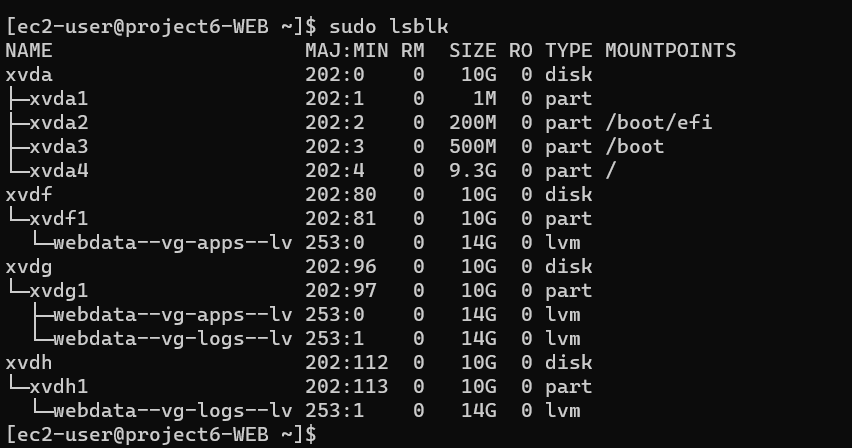 [ec2-user@project6-WEB ~]$ sudo lsblk
NAME                     MAJ:MIN RM  SIZE RO TYPE MOUNTPOINTS
xvda                     202:0    0   10G  0 disk
├─xvda1                  202:1    0    1M  0 part
├─xvda2                  202:2    0  200M  0 part /boot/efi
├─xvda3                  202:3    0  500M  0 part /boot
└─xvda4                  202:4    0  9.3G  0 part /
xvdf                     202:80   0   10G  0 disk
└─xvdf1                  202:81   0   10G  0 part
  └─webdata--vg-apps--lv 253:0    0   14G  0 lvm
xvdg                     202:96   0   10G  0 disk
└─xvdg1                  202:97   0   10G  0 part
  ├─webdata--vg-apps--lv 253:0    0   14G  0 lvm
  └─webdata--vg-logs--lv 253:1    0   14G  0 lvm
xvdh                     202:112  0   10G  0 disk
└─xvdh1                  202:113  0   10G  0 part
  └─webdata--vg-logs--lv 253:1    0   14G  0 lvm
[ec2-user@project6-WEB ~]$